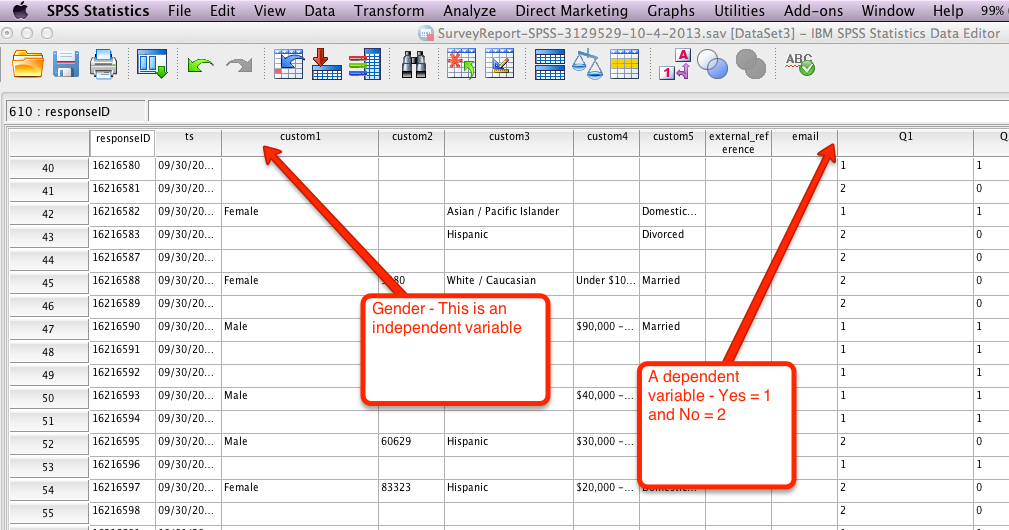 SPSS Statistics File Edit View Data Transform Analyze Direct Marketing Graphs Utilities Add-ons Window Help 99%
SurveyReport-SPSS-3129529-10-4-2013.sav [DataSet3] – IBM SPSS Statistics Data Editor
1 A
ABC
610 : responseID
responseID ts custom1 custom2 custom3 custom4 custom5 external_ref
erence email Q1 Q
40 16216580 09/30/20... 1 1
41 16216581 09/30/20... 2 0
42 16216582 09/30/20... Female Asian / Pacific Islander Domestic... 1 1
43 16216583 09/30/20... Hispanic Divorced 2 0
44 16216587 09/30/20... 2 0
45 16216588 09/30/20... Female 80 White / Caucasian Under $10... Married 2 0
46 16216589 09/30/20... 2 0
47 16216590 09/30/20... Male $90,000 –... Married 1 1
48 16216591 09/30/20... 1 1
49 16216592 09/30/20... 1 1
50 16216593 09/30/20... Male $40,000 –... 1 1
51 16216594 09/30/20... 1 1
52 16216595 09/30/20... Male 60629 Hispanic $30,000 –... 2 0
53 16216596 09/30/20... 1 1
54 16216597 09/30/20... Female 83323 Hispanic $20,000 –... 2 0
55 16216598 09/30/20... 2 0
Gender - This is an
independent variable
A dependent
variable - Yes = 1
and No = 2